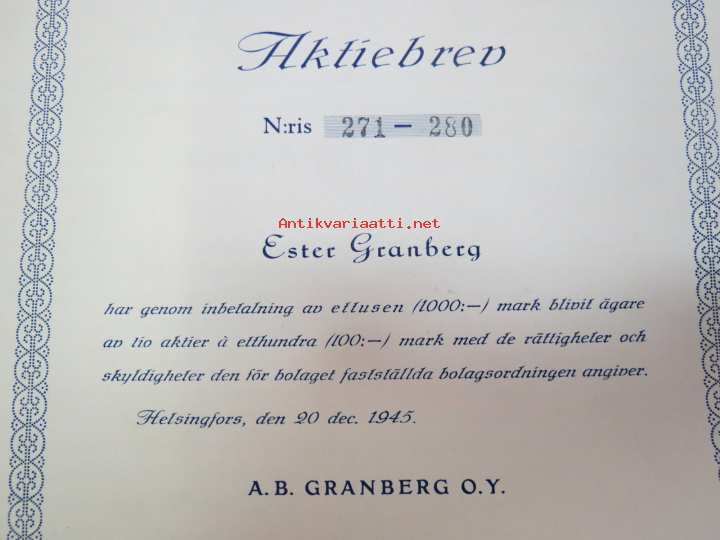 Aktiebrev
N:ris 271 — 280
Antikvariaatti.net
Ester Granberg
har genom inbetalning av ettusen (1000:—) mark blivit ägare
av tio aktier à etthundra (100:—) mark med de rättigheter och
skyldigheter den för bolaget fastställda bolagsordningen angiver.
Helsingfors, den 20 dec. 1945.
A.B. GRANBERG O.Y.